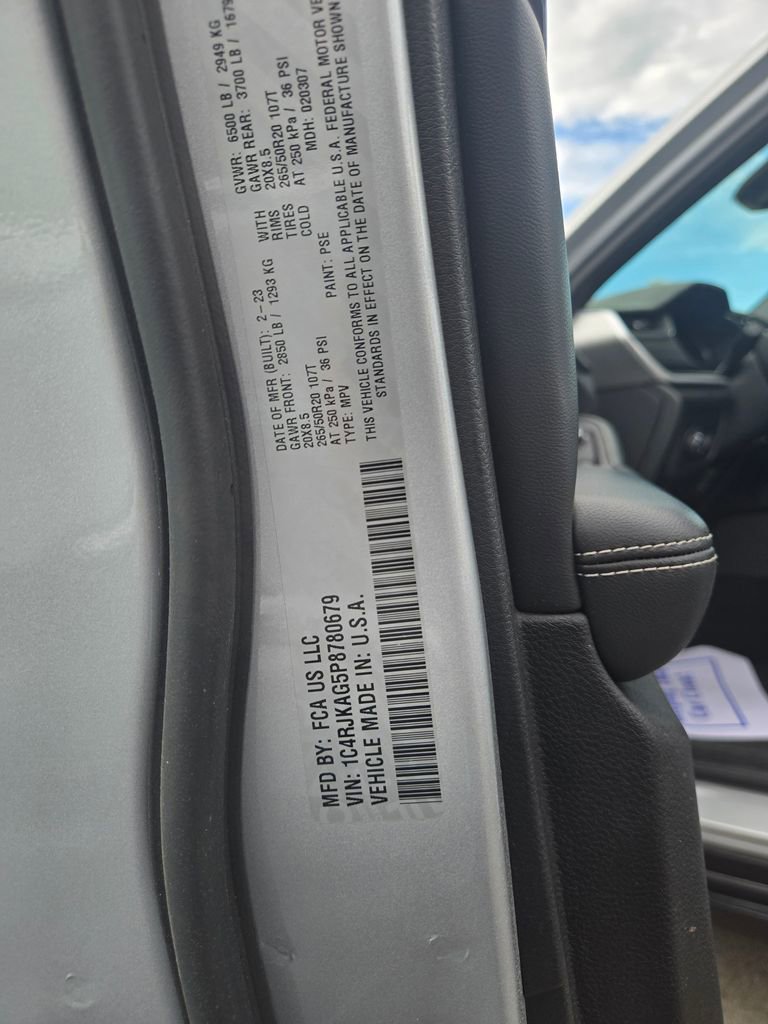 MFD BY: FCA US LLC
VIN: 1C4RJKAG5P8780679
VEHICLE MADE IN: U.S.A.
DATE OF MFR (BUILT): 2-23 GVWR: 6500 LB / 2949 KG
GAWR FRONT: 2850 LB / 1293 KG WITH GAWR REAR: 3700 LB / 1679
20X8.5 RIMS 20X8.5
265/50R20 107T TIRES 265/50R20 107T
AT 250 kPa / 36 PSI COLD AT 250 kPa / 36 PSI
TYPE: MPV PAINT: PSE MDH: 020307
THIS VEHICLE CONFORMS TO ALL APPLICABLE U.S.A. FEDERAL MOTOR VE
STANDARDS IN EFFECT ON THE DATE OF MANUFACTURE SHOWN